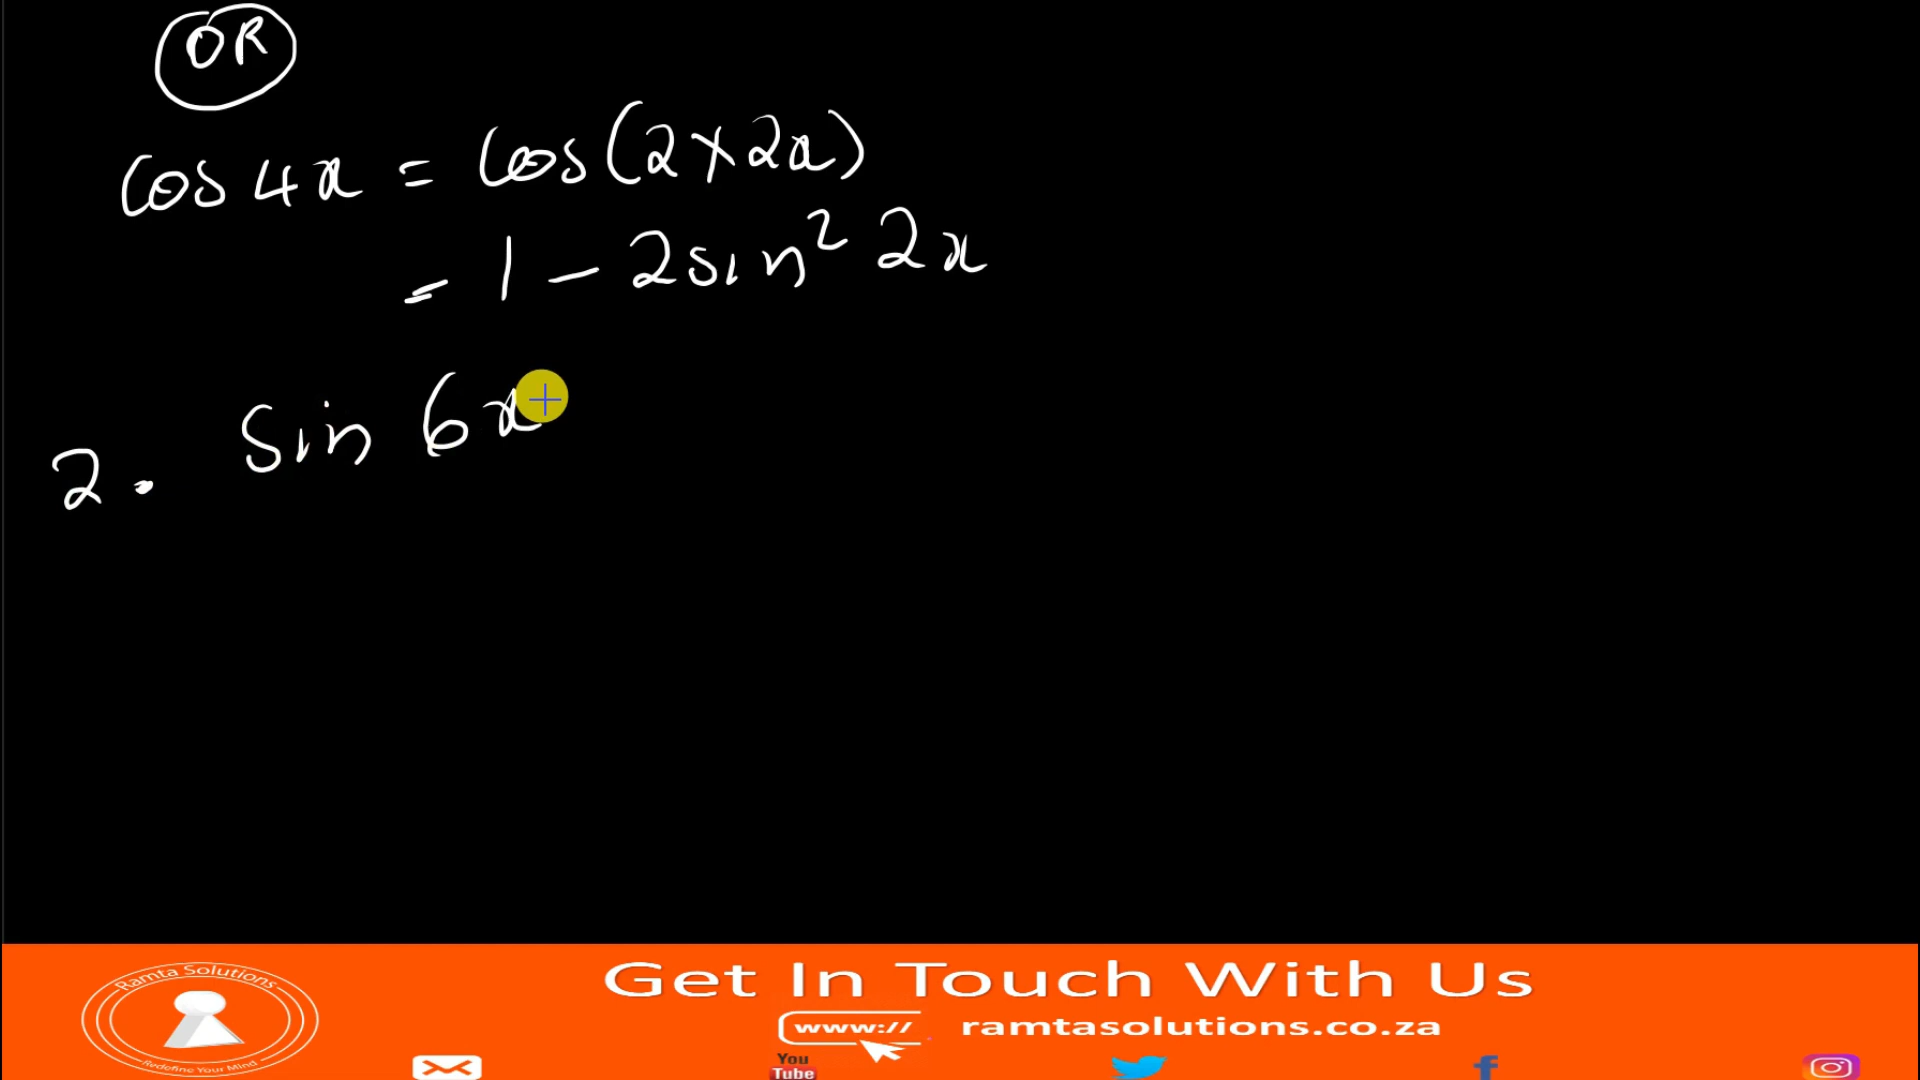 OR
cos 4x = cos(2×2x)
= 1 - 2sin² 2x
2. sin 6x
Get In Touch With Us
www:// ramtasolutions.co.za
Ramta Solutions
Redefine Your Mind
You
Tube